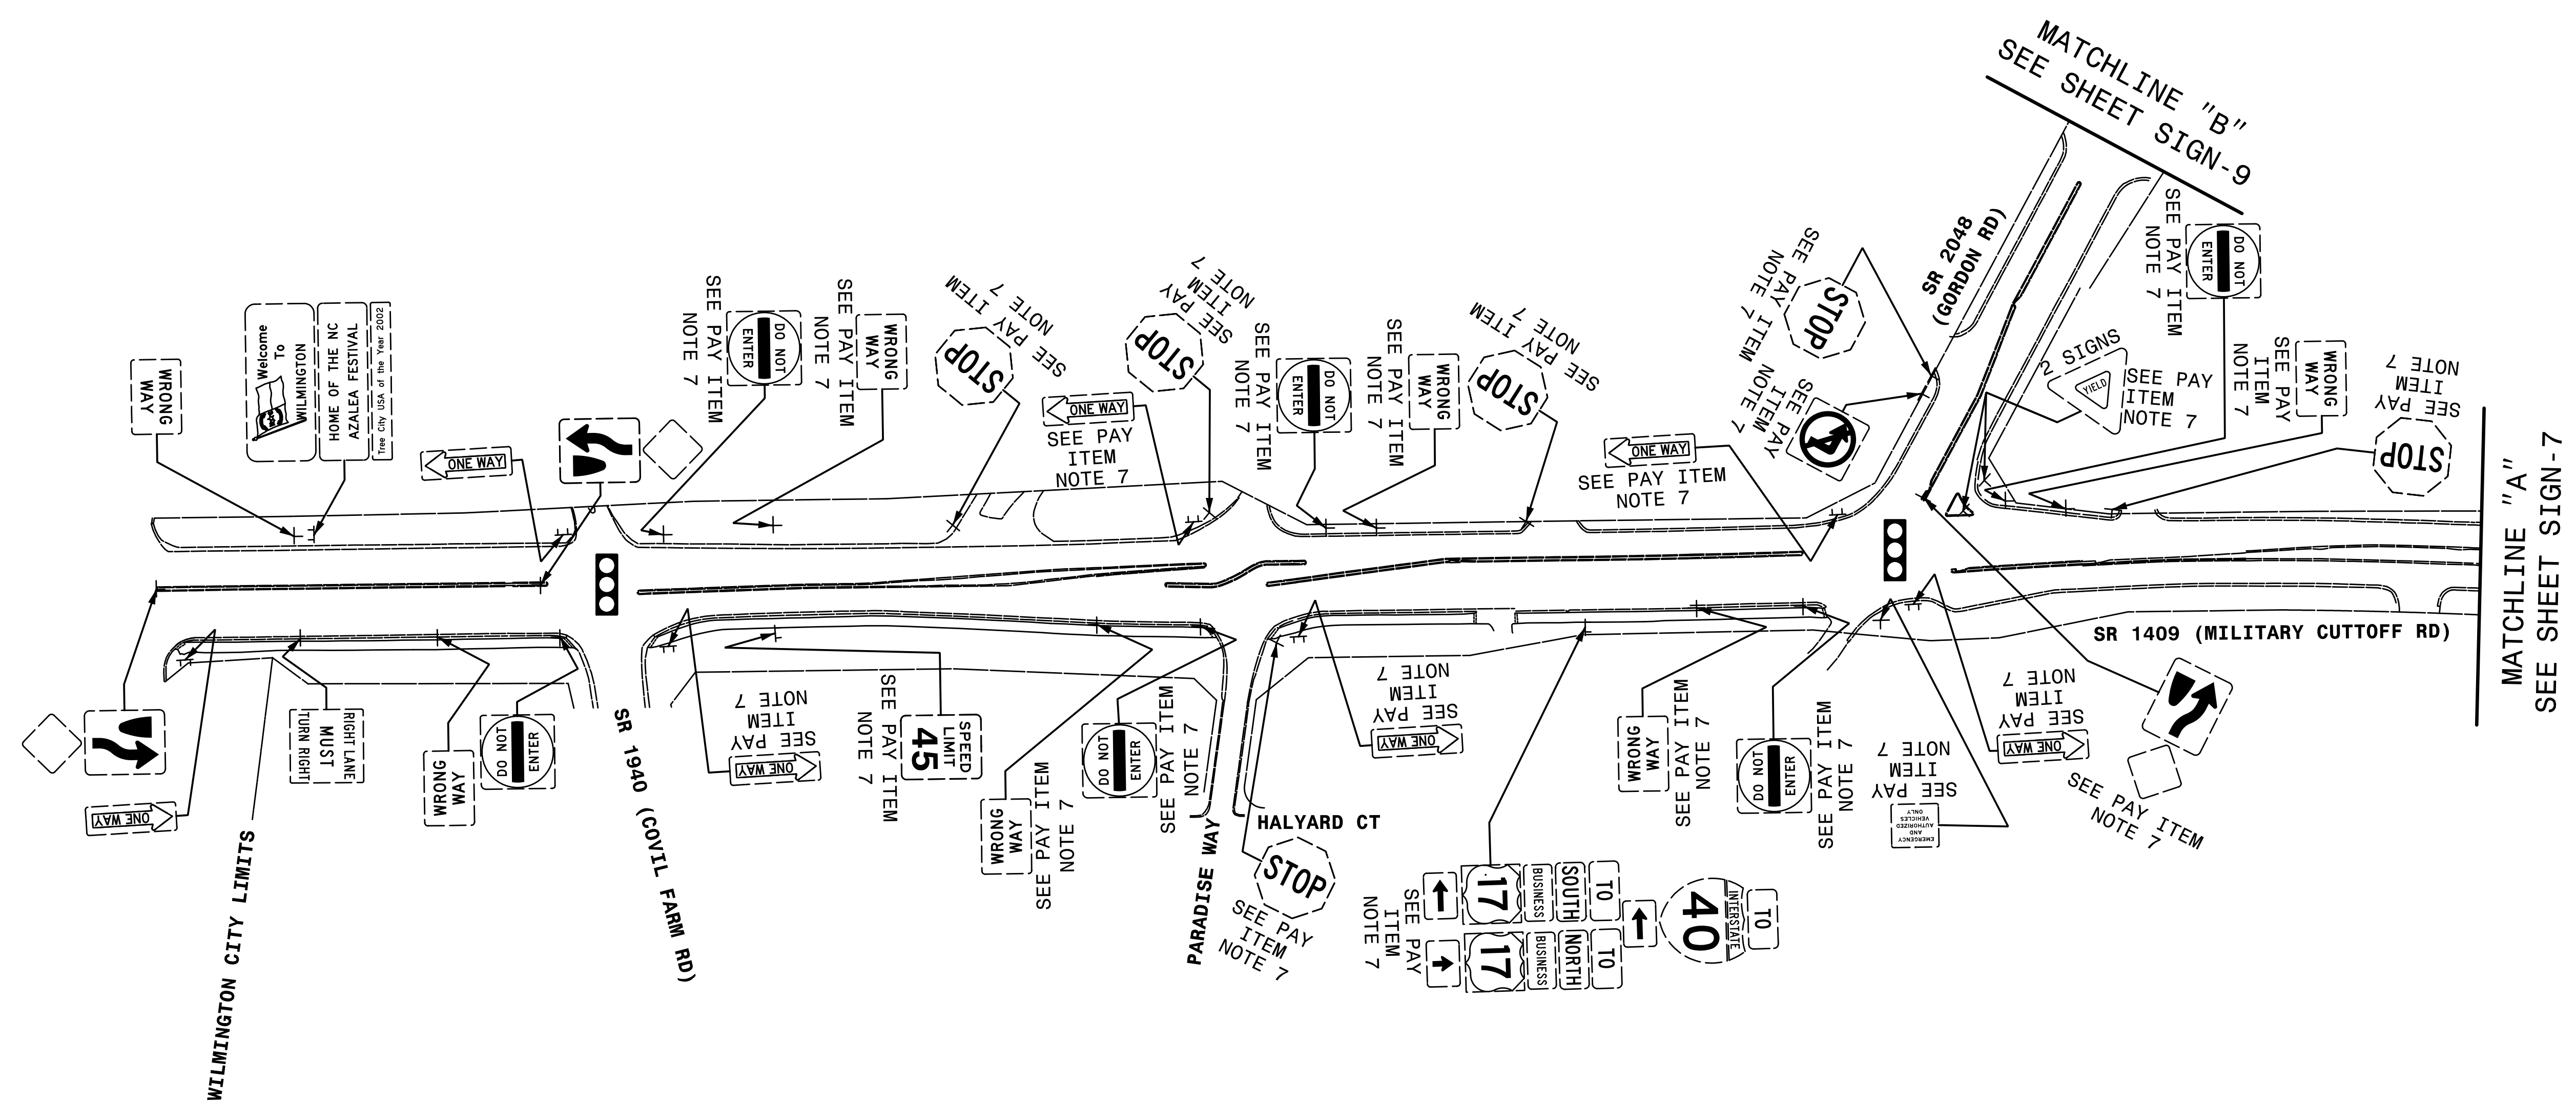 MATCHLINE "B"
SEE SHEET SIGN-9
SR 2048
(GORDON RD)
WRONG
WAY
Welcome
To
WILMINGTON
HOME OF THE NC
AZALEA FESTIVAL
Tree City USA of the Year 2002
ONE WAY
SEE PAY ITEM
NOTE 7
DO NOT
ENTER
SEE PAY ITEM
NOTE 7
WRONG
WAY
STOP
SEE PAY
ITEM
NOTE 7
ONE WAY
SEE PAY
ITEM
NOTE 7
STOP
SEE PAY
ITEM
NOTE 7
SEE PAY ITEM
NOTE 7
DO NOT
ENTER
SEE PAY ITEM
NOTE 7
WRONG
WAY
STOP
SEE PAY
ITEM
NOTE 7
ONE WAY
SEE PAY ITEM
NOTE 7
STOP
SEE PAY ITEM
NOTE 7
SEE PAY
ITEM
NOTE 7
2 SIGNS
YIELD
SEE PAY
ITEM
NOTE 7
DO NOT
ENTER
SEE PAY ITEM
NOTE 7
WRONG
WAY
SEE PAY
ITEM
NOTE 7
STOP
SEE PAY
ITEM
NOTE 7
MATCHLINE "A"
SEE SHEET SIGN-7
SR 1409 (MILITARY CUTTOFF RD)
ONE WAY
WILMINGTON CITY LIMITS
RIGHT LANE
MUST
TURN RIGHT
WRONG
WAY
DO NOT
ENTER
SR 1940 (COVIL FARM RD)
ONE WAY
SEE PAY
ITEM
NOTE 7
SPEED
LIMIT
45
SEE PAY ITEM
NOTE 7
WRONG
WAY
SEE PAY ITEM
NOTE 7
DO NOT
ENTER
SEE PAY ITEM
NOTE 7
PARADISE WAY
HALYARD CT
STOP
SEE PAY
ITEM
NOTE 7
ONE WAY
SEE PAY
ITEM
NOTE 7
TO
SOUTH
BUSINESS
17
TO
NORTH
BUSINESS
17
SEE PAY
ITEM
NOTE 7
TO
INTERSTATE
40
WRONG
WAY
SEE PAY ITEM
NOTE 7
DO NOT
ENTER
SEE PAY ITEM
NOTE 7
EMERGENCY
AND
AUTHORIZED
VEHICLES
ONLY
SEE PAY
ITEM
NOTE 7
ONE WAY
SEE PAY
ITEM
NOTE 7
SEE PAY ITEM
NOTE 7